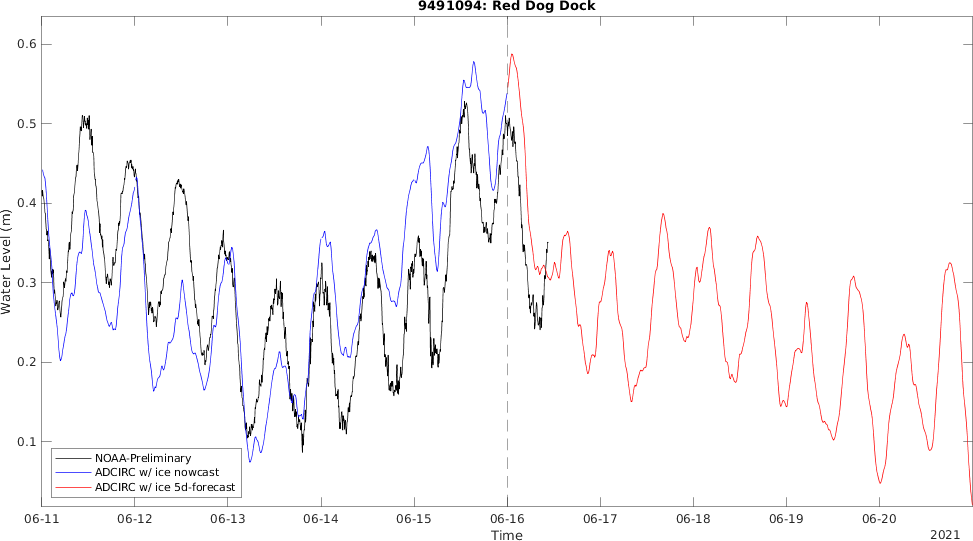 9491094: Red Dog Dock
Water Level (m)
0.6
0.5
0.4
0.3
0.2
0.1
NOAA-Preliminary
ADCIRC w/ ice nowcast
ADCIRC w/ ice 5d-forecast
06-11 06-12 06-13 06-14 06-15 06-16 06-17 06-18 06-19 06-20
Time
2021